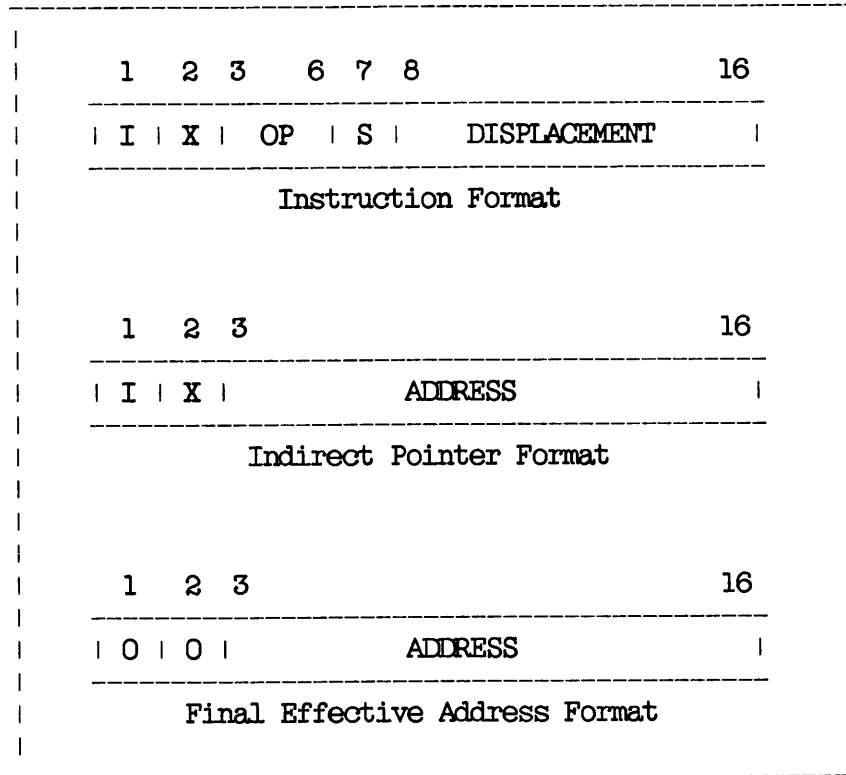 1 2 3 6 7 8 16
| I | X | OP | S | DISPLACEMENT |
Instruction Format
1 2 3 16
| I | X | ADDRESS |
Indirect Pointer Format
1 2 3 16
| 0 | 0 | ADDRESS |
Final Effective Address Format